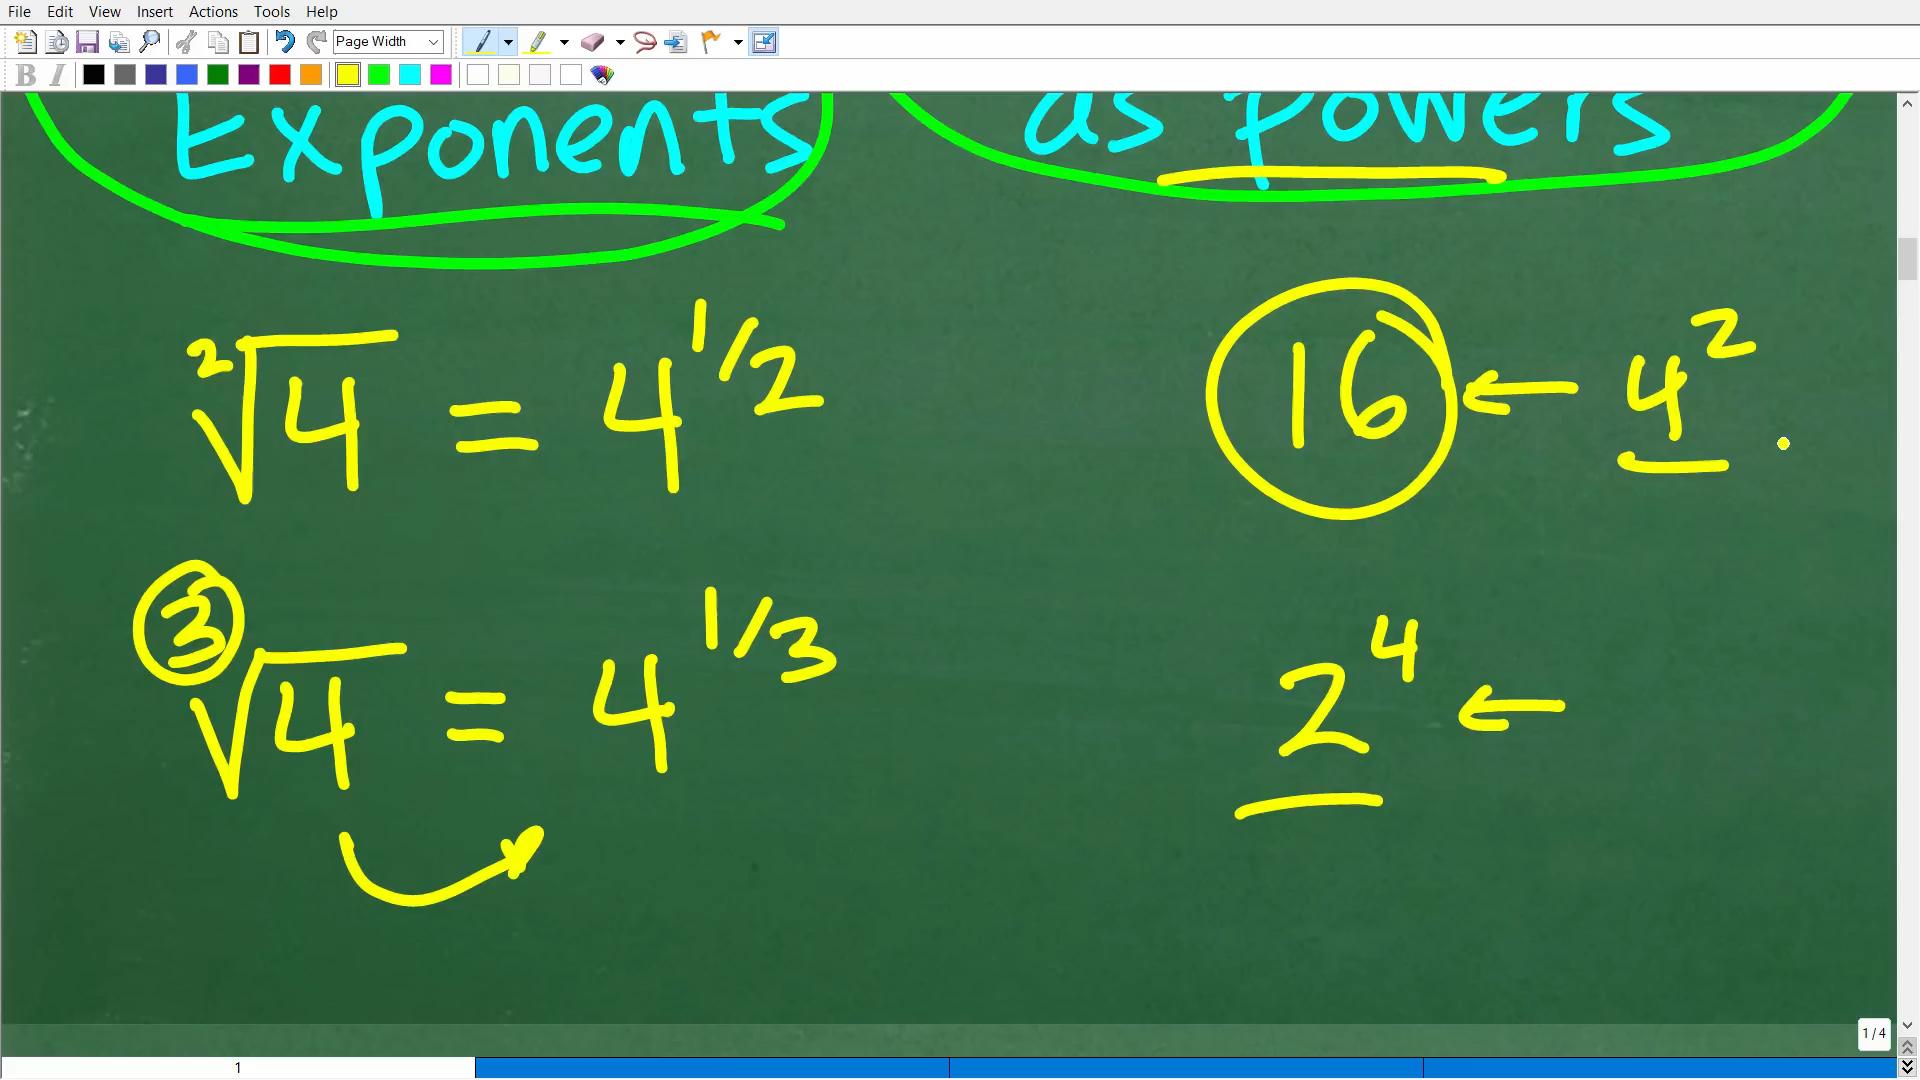 File Edit View Insert Actions Tools Help
Page Width
B I
Exponents
as powers
²√4 = 4^1/2
16 ← 4²
³√4 = 4^1/3
2⁴ ←
1 / 4
1